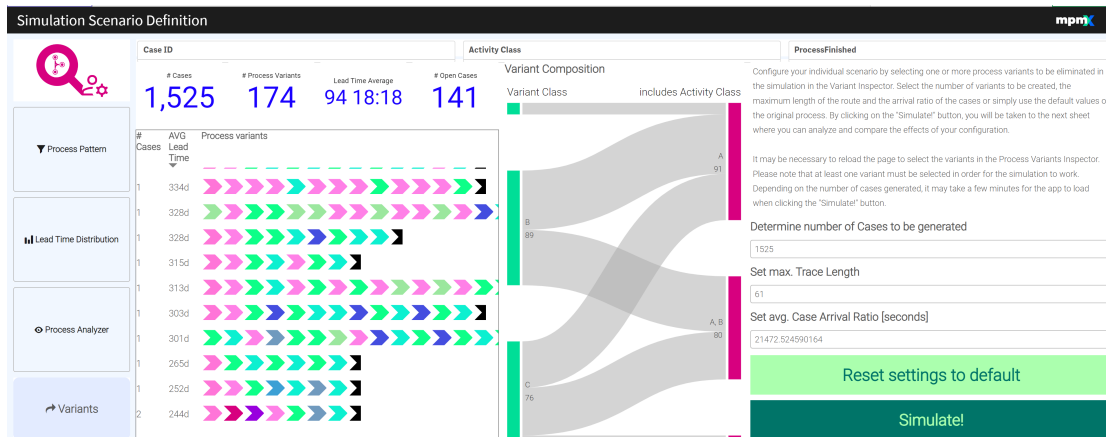 Simulation Scenario Definition
mpmX
Case ID
Activity Class
ProcessFinished
# Cases
1,525
# Process Variants
174
Lead Time Average
94 18:18
# Open Cases
141
# Cases
AVG Lead Time
Process variants
1 334d
1 328d
1 328d
1 315d
1 313d
1 303d
1 301d
1 265d
1 252d
2 244d
Process Pattern
Lead Time Distribution
Process Analyzer
Variants
Variant Composition
Variant Class
includes Activity Class
B
89
C
76
A
91
A, B
80
Configure your individual scenario by selecting one or more process variants to be eliminated in
the simulation in the Variant Inspector. Select the number of variants to be created, the
maximum length of the route and the arrival ratio of the cases or simply use the default values o
the original process. By clicking on the "Simulate!" button, you will be taken to the next sheet
where you can analyze and compare the effects of your configuration.
It may be necessary to reload the page to select the variants in the Process Variants Inspector.
Please note that at least one variant must be selected in order for the simulation to work.
Depending on the number of cases generated, it may take a few minutes for the app to load
when clicking the "Simulate!" button.
Determine number of Cases to be generated
1525
Set max. Trace Length
61
Set avg. Case Arrival Ratio [seconds]
21472.524590164
Reset settings to default
Simulate!